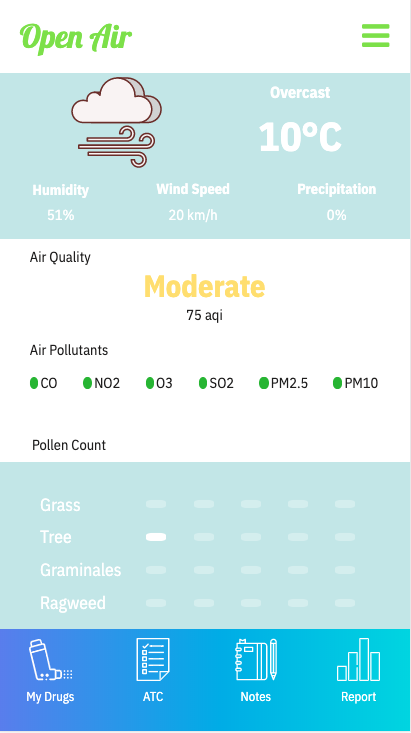 Open Air
Overcast
10°C
Humidity Wind Speed Precipitation
51% 20 km/h 0%
Air Quality
Moderate
75 aqi
Air Pollutants
CO NO2 O3 SO2 PM2.5 PM10
Pollen Count
Grass
Tree
Graminales
Ragweed
My Drugs ATC Notes Report